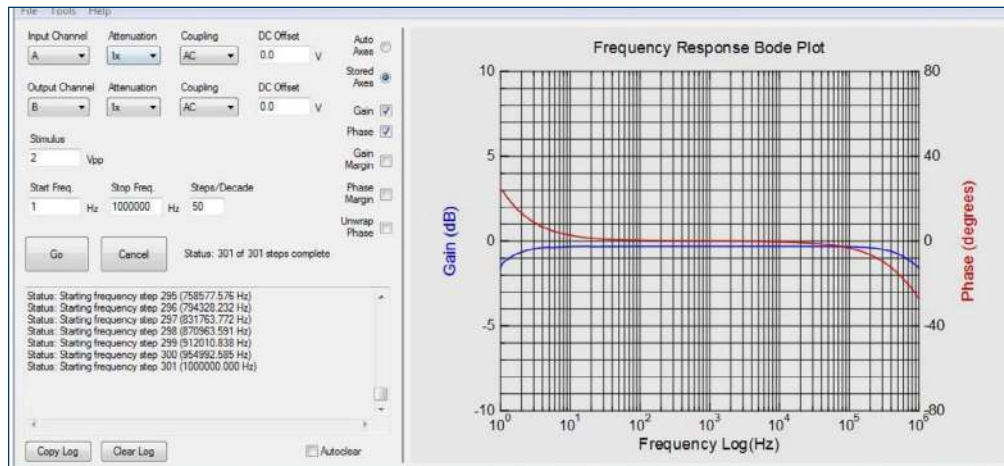 File Tools Help
Input Channel Attenuation Coupling DC Offset
A 1x AC 0.0 V
Output Channel Attenuation Coupling DC Offset
B 1x AC 0.0 V
Stimulus
2 Vpp
Start Freq. Stop Freq. Steps/Decade
1 Hz 1000000 Hz 50
Go Cancel Status: 301 of 301 steps complete
Auto
Axes
Stored
Axes
Gain
Phase
Gain
Margin
Phase
Margin
Unwrap
Phase
Status: Starting frequency step 295 (758577.576 Hz)
Status: Starting frequency step 296 (794328.232 Hz)
Status: Starting frequency step 297 (831763.772 Hz)
Status: Starting frequency step 298 (870963.591 Hz)
Status: Starting frequency step 299 (912010.838 Hz)
Status: Starting frequency step 300 (954992.585 Hz)
Status: Starting frequency step 301 (1000000.000 Hz)
Copy Log Clear Log Autoclear
Frequency Response Bode Plot
10 80
5 40
0 0
-5 -40
-10 -80
Gain (dB)
Phase (degrees)
10⁰ 10¹ 10² 10³ 10⁴ 10⁵ 10⁶
Frequency Log(Hz)